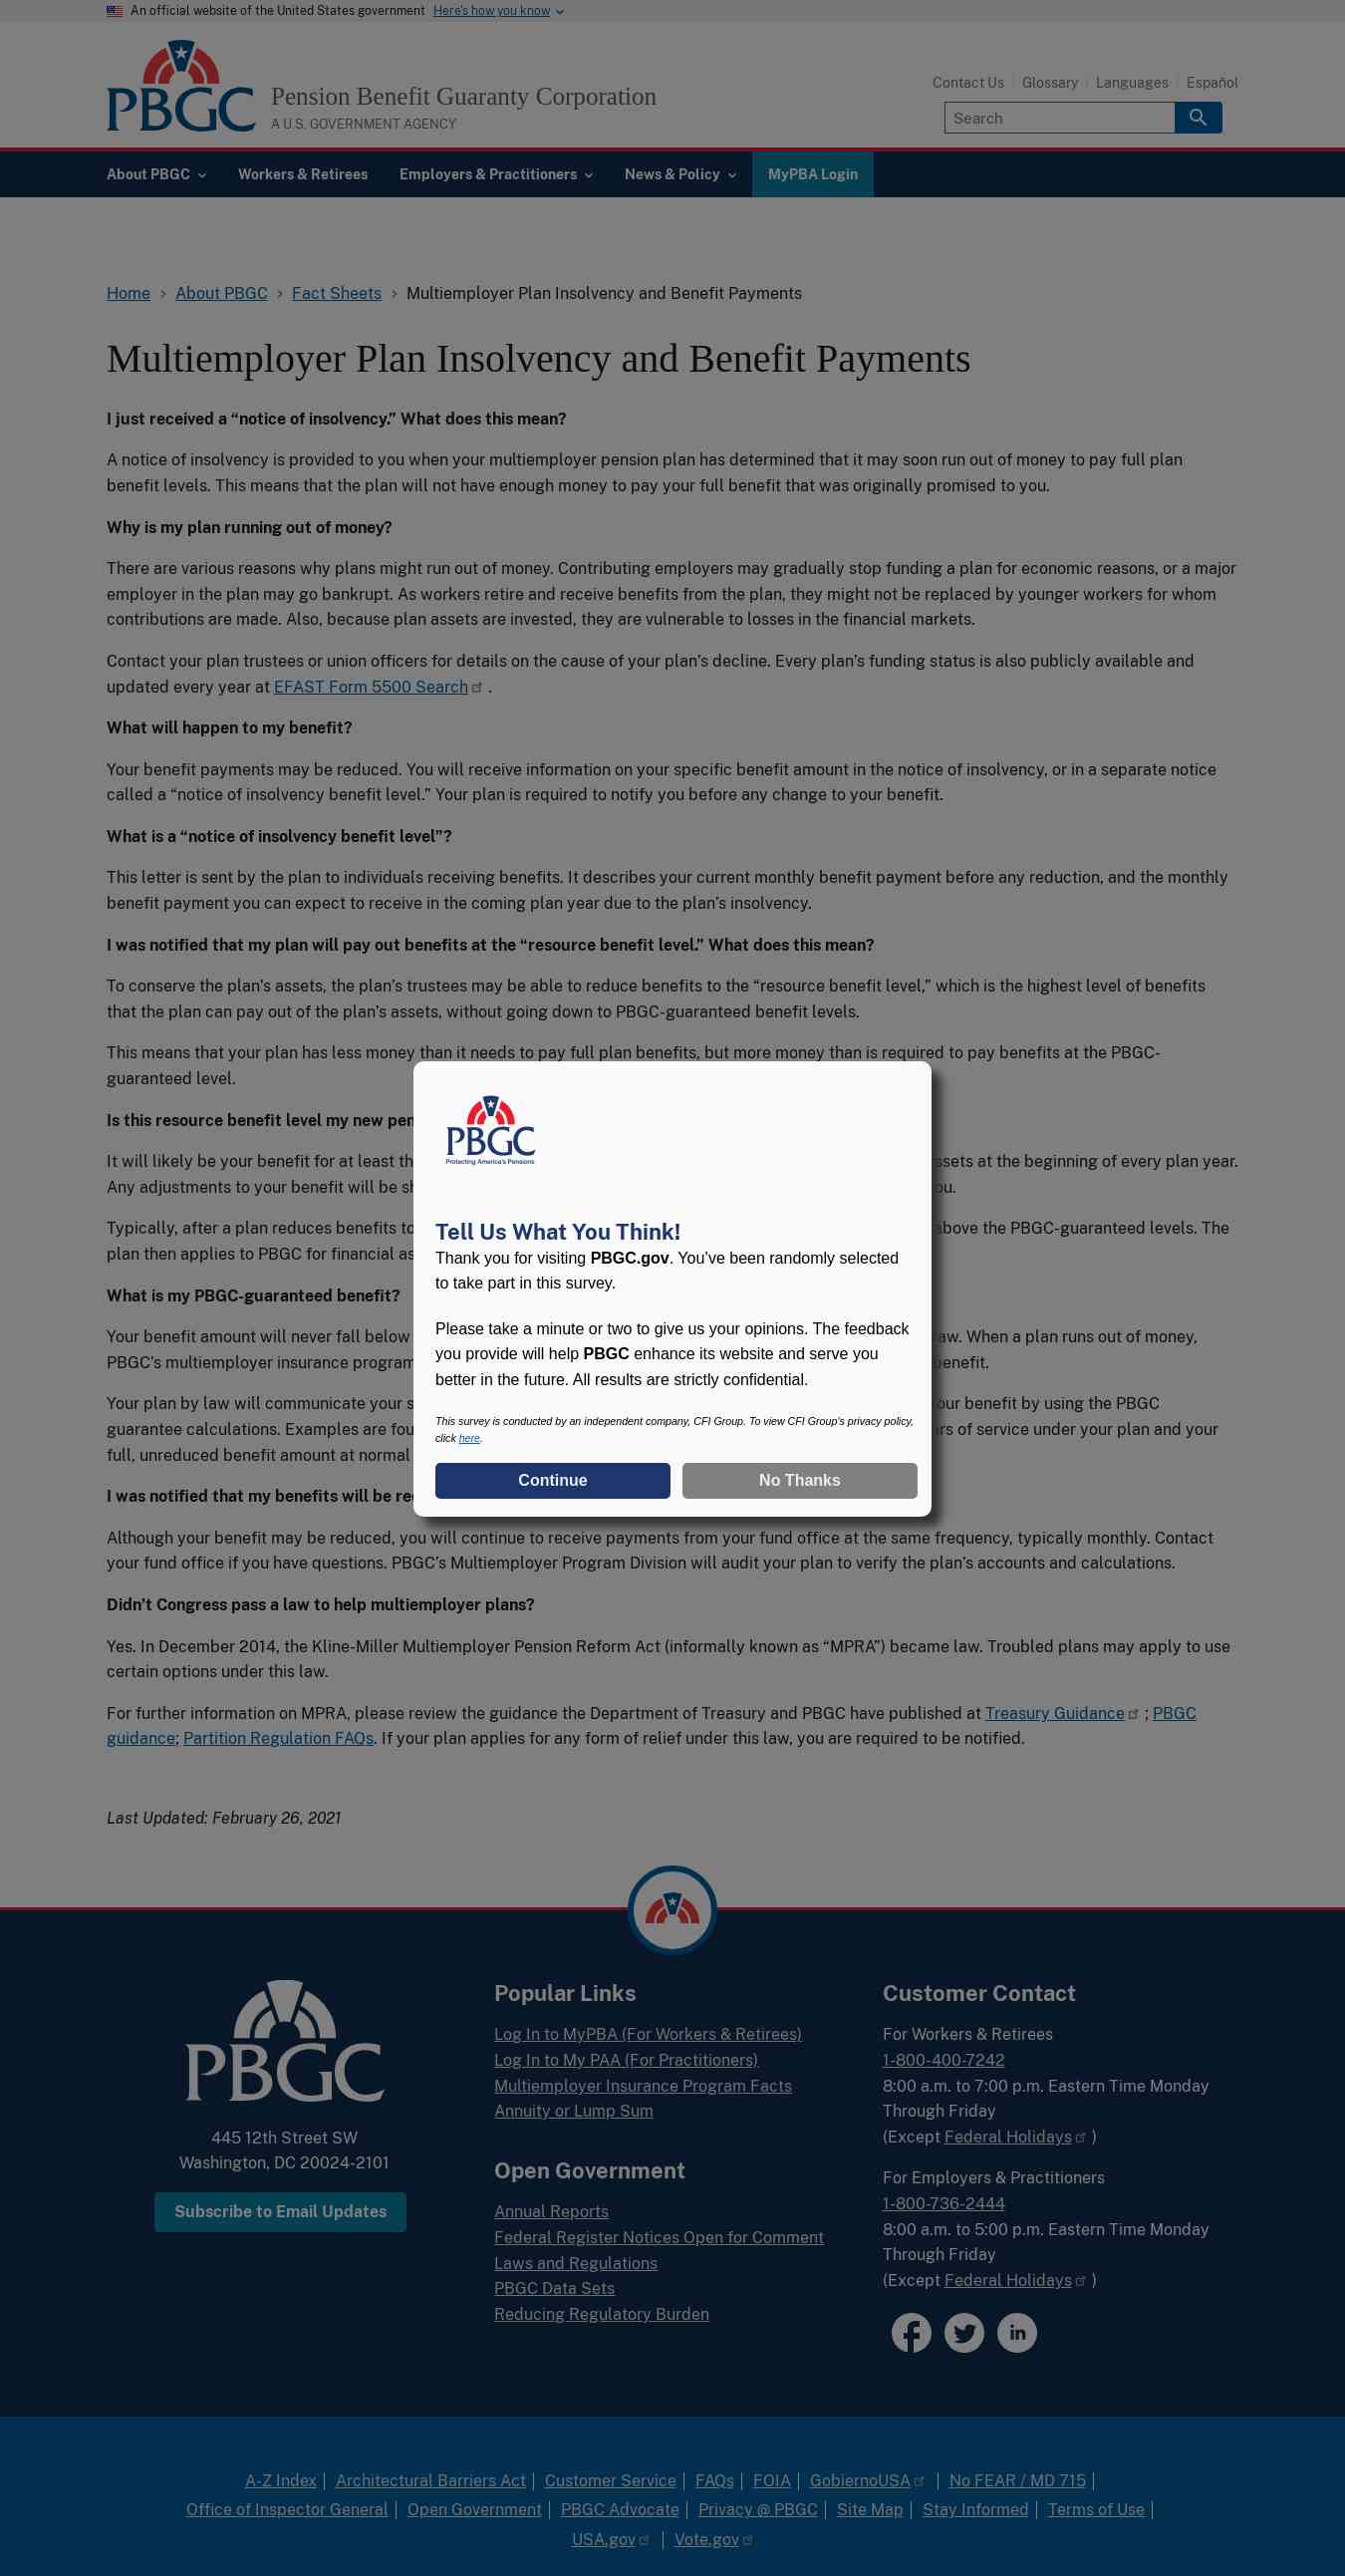 An official website of the United States government Here's how you know
PBGC
Pension Benefit Guaranty Corporation
A U.S. GOVERNMENT AGENCY
Contact Us Glossary Languages Español
Search
About PBGC Workers & Retirees Employers & Practitioners News & Policy MyPBA Login
Home About PBGC Fact Sheets Multiemployer Plan Insolvency and Benefit Payments
Multiemployer Plan Insolvency and Benefit Payments
I just received a “notice of insolvency.” What does this mean?
A notice of insolvency is provided to you when your multiemployer pension plan has determined that it may soon run out of money to pay full plan
benefit levels. This means that the plan will not have enough money to pay your full benefit that was originally promised to you.
Why is my plan running out of money?
There are various reasons why plans might run out of money. Contributing employers may gradually stop funding a plan for economic reasons, or a major
employer in the plan may go bankrupt. As workers retire and receive benefits from the plan, they might not be replaced by younger workers for whom
contributions are made. Also, because plan assets are invested, they are vulnerable to losses in the financial markets.
Contact your plan trustees or union officers for details on the cause of your plan’s decline. Every plan’s funding status is also publicly available and
updated every year at EFAST Form 5500 Search .
What will happen to my benefit?
Your benefit payments may be reduced. You will receive information on your specific benefit amount in the notice of insolvency, or in a separate notice
called a “notice of insolvency benefit level.” Your plan is required to notify you before any change to your benefit.
What is a “notice of insolvency benefit level”?
This letter is sent by the plan to individuals receiving benefits. It describes your current monthly benefit payment before any reduction, and the monthly
benefit payment you can expect to receive in the coming plan year due to the plan’s insolvency.
I was notified that my plan will pay out benefits at the “resource benefit level.” What does this mean?
To conserve the plan’s assets, the plan’s trustees may be able to reduce benefits to the “resource benefit level,” which is the highest level of benefits
that the plan can pay out of the plan’s assets, without going down to PBGC-guaranteed benefit levels.
This means that your plan has less money than it needs to pay full plan benefits, but more money than is required to pay benefits at the PBGC-
guaranteed level.
Is this resource benefit level my new pen
It will likely be your benefit for at least th ssets at the beginning of every plan year.
Any adjustments to your benefit will be sh ou.
Typically, after a plan reduces benefits to above the PBGC-guaranteed levels. The
plan then applies to PBGC for financial as
What is my PBGC-guaranteed benefit?
Your benefit amount will never fall below aw. When a plan runs out of money,
PBGC’s multiemployer insurance program benefit.
Your plan by law will communicate your s our benefit by using the PBGC
guarantee calculations. Examples are fou rs of service under your plan and your
full, unreduced benefit amount at normal
I was notified that my benefits will be rec
Although your benefit may be reduced, you will continue to receive payments from your fund office at the same frequency, typically monthly. Contact
your fund office if you have questions. PBGC’s Multiemployer Program Division will audit your plan to verify the plan’s accounts and calculations.
Didn’t Congress pass a law to help multiemployer plans?
Yes. In December 2014, the Kline-Miller Multiemployer Pension Reform Act (informally known as “MPRA”) became law. Troubled plans may apply to use
certain options under this law.
For further information on MPRA, please review the guidance the Department of Treasury and PBGC have published at Treasury Guidance ; PBGC
guidance; Partition Regulation FAQs. If your plan applies for any form of relief under this law, you are required to be notified.
Last Updated: February 26, 2021
PBGC
Protecting America's Pensions
Tell Us What You Think!
Thank you for visiting PBGC.gov. You’ve been randomly selected
to take part in this survey.
Please take a minute or two to give us your opinions. The feedback
you provide will help PBGC enhance its website and serve you
better in the future. All results are strictly confidential.
This survey is conducted by an independent company, CFI Group. To view CFI Group's privacy policy,
click here.
Continue No Thanks
PBGC
445 12th Street SW
Washington, DC 20024-2101
Subscribe to Email Updates
Popular Links
Log In to MyPBA (For Workers & Retirees)
Log In to My PAA (For Practitioners)
Multiemployer Insurance Program Facts
Annuity or Lump Sum
Open Government
Annual Reports
Federal Register Notices Open for Comment
Laws and Regulations
PBGC Data Sets
Reducing Regulatory Burden
Customer Contact
For Workers & Retirees
1-800-400-7242
8:00 a.m. to 7:00 p.m. Eastern Time Monday
Through Friday
(Except Federal Holidays )
For Employers & Practitioners
1-800-736-2444
8:00 a.m. to 5:00 p.m. Eastern Time Monday
Through Friday
(Except Federal Holidays )
in
A-Z Index Architectural Barriers Act Customer Service FAQs FOIA GobiernoUSA No FEAR / MD 715
Office of Inspector General Open Government PBGC Advocate Privacy @ PBGC Site Map Stay Informed Terms of Use
USA.gov Vote.gov